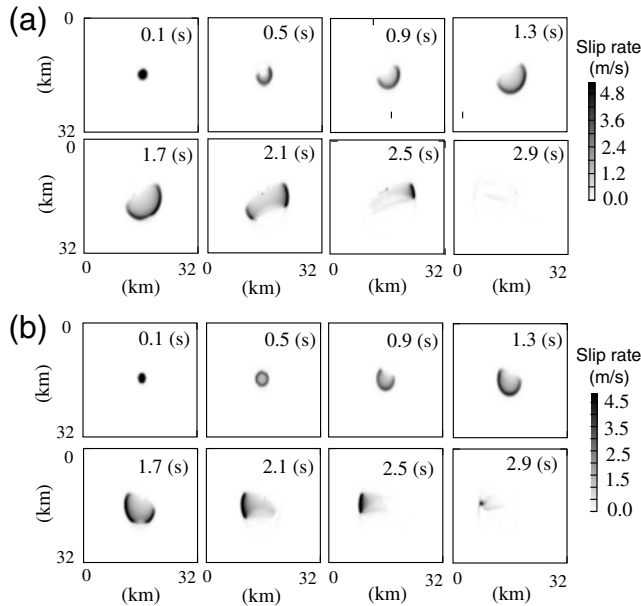 (a)
0
(km)
32
0.1 (s)
0.5 (s)
0.9 (s)
1.3 (s)
Slip rate
(m/s)
4.8
3.6
2.4
1.2
0.0
0
(km)
32
1.7 (s)
2.1 (s)
2.5 (s)
2.9 (s)
0 32 0 32 0 32 0 32
(km) (km) (km) (km)
(b)
0
(km)
32
0.1 (s)
0.5 (s)
0.9 (s)
1.3 (s)
Slip rate
(m/s)
4.5
3.5
2.5
1.5
0.0
0
(km)
32
1.7 (s)
2.1 (s)
2.5 (s)
2.9 (s)
0 32 0 32 0 32 0 32
(km) (km) (km) (km)